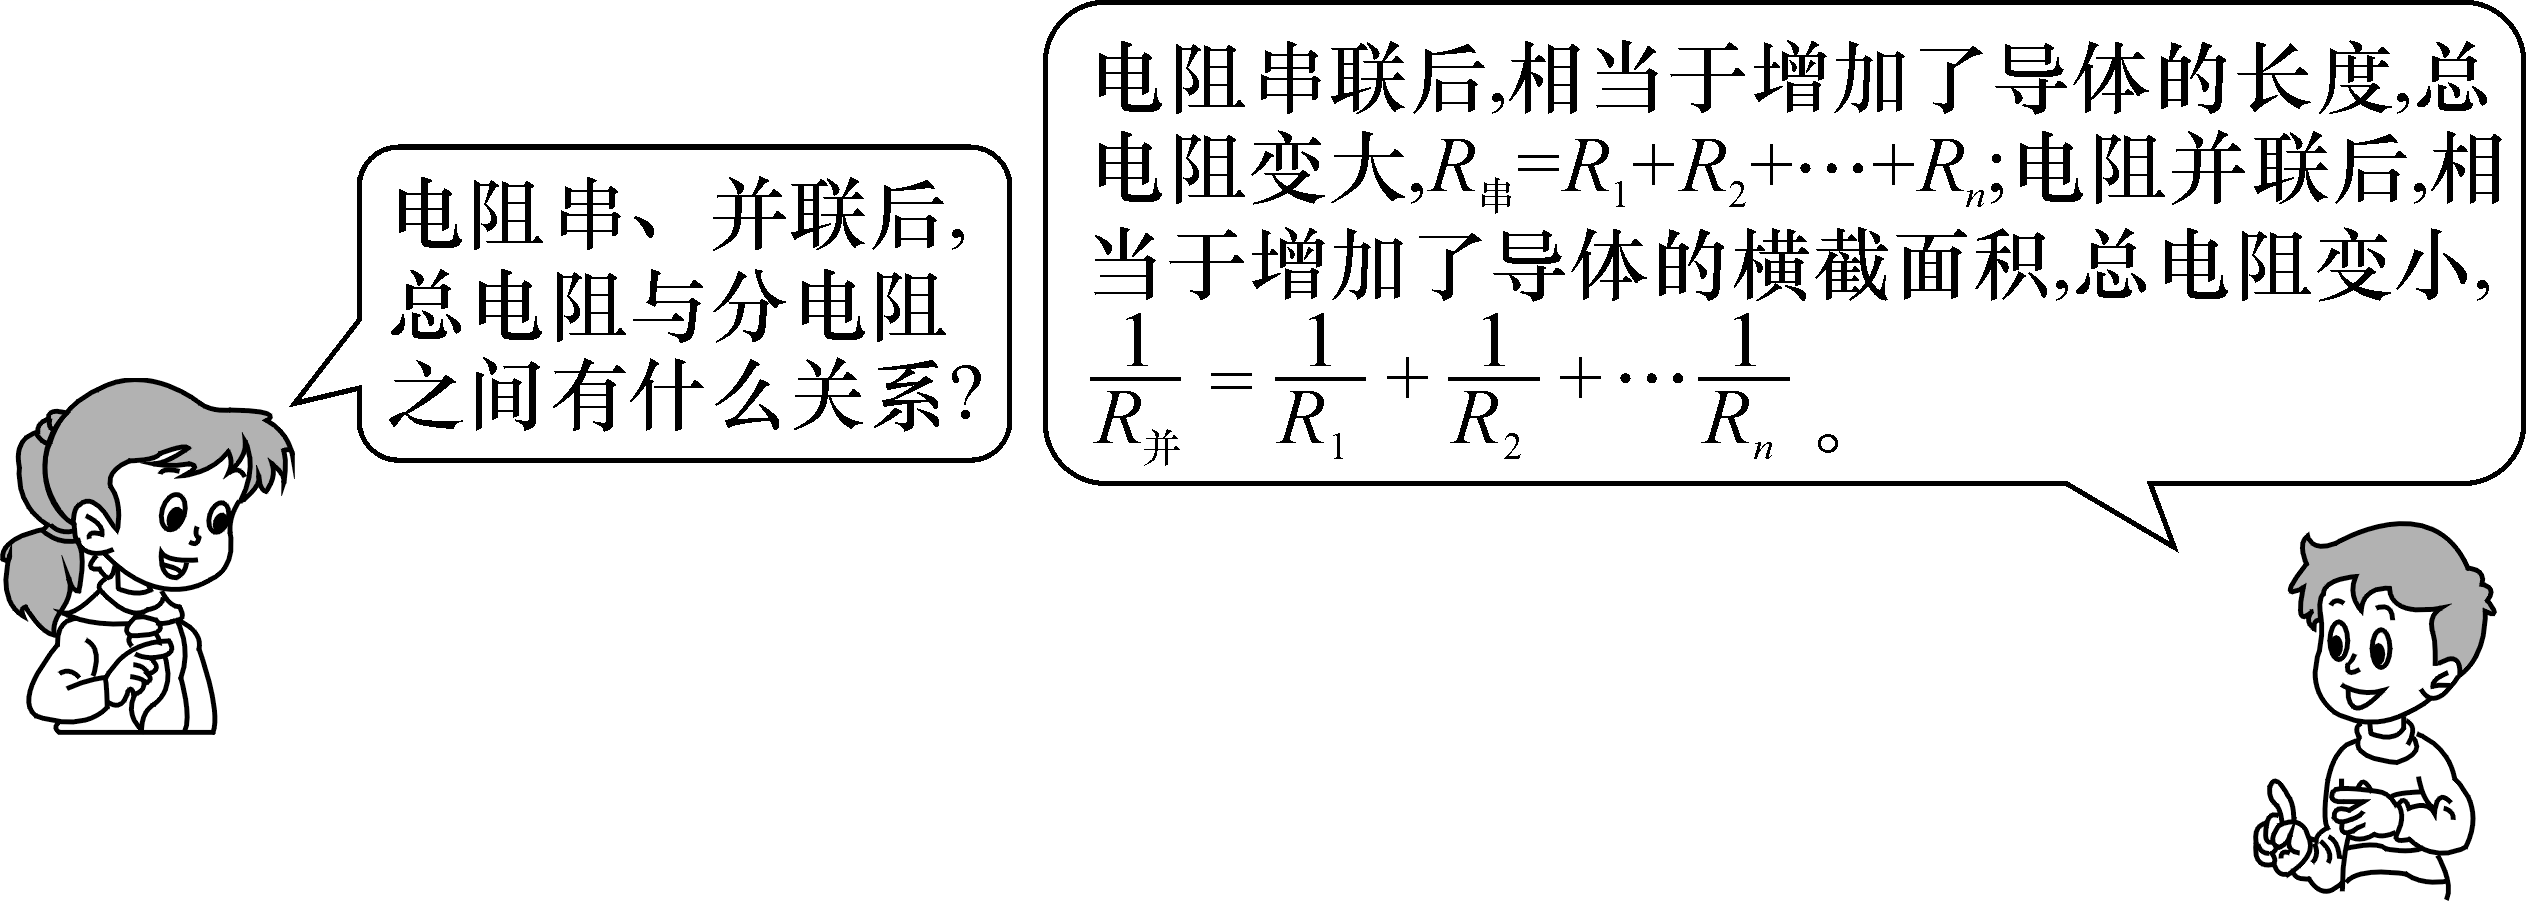 电阻串、并联后,
总电阻与分电阻
之间有什么关系?
电阻串联后,相当于增加了导体的长度,总
电阻变大,R串=R1+R2+…+Rn;电阻并联后,相
当于增加了导体的横截面积,总电阻变小,
1/R并 = 1/R1 + 1/R2 +…1/Rn 。